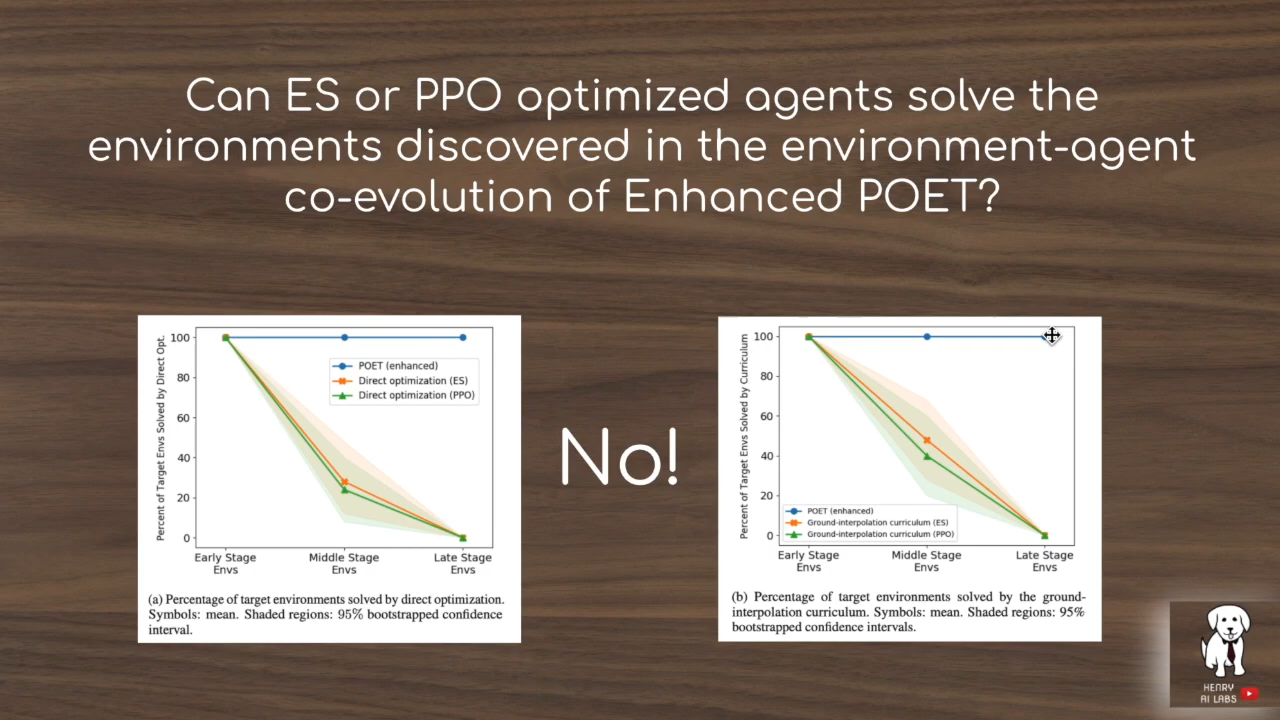 Can ES or PPO optimized agents solve the
environments discovered in the environment-agent
co-evolution of Enhanced POET?
Percent of Target Envs Solved by Direct Opt.
100
80
60
40
20
0
POET (enhanced)
Direct optimization (ES)
Direct optimization (PPO)
Early Stage
Envs
Middle Stage
Envs
Late Stage
Envs
(a) Percentage of target environments solved by direct optimization.
Symbols: mean. Shaded regions: 95% bootstrapped confidence
interval.
No!
Percent of Target Envs Solved by Curriculum
100
80
60
40
20
0
POET (enhanced)
Ground-interpolation curriculum (ES)
Ground-interpolation curriculum (PPO)
Early Stage
Envs
Middle Stage
Envs
Late Stage
Envs
(b) Percentage of target environments solved by the ground-
interpolation curriculum. Symbols: mean. Shaded regions: 95%
bootstrapped confidence intervals.
HENRY
AI LABS